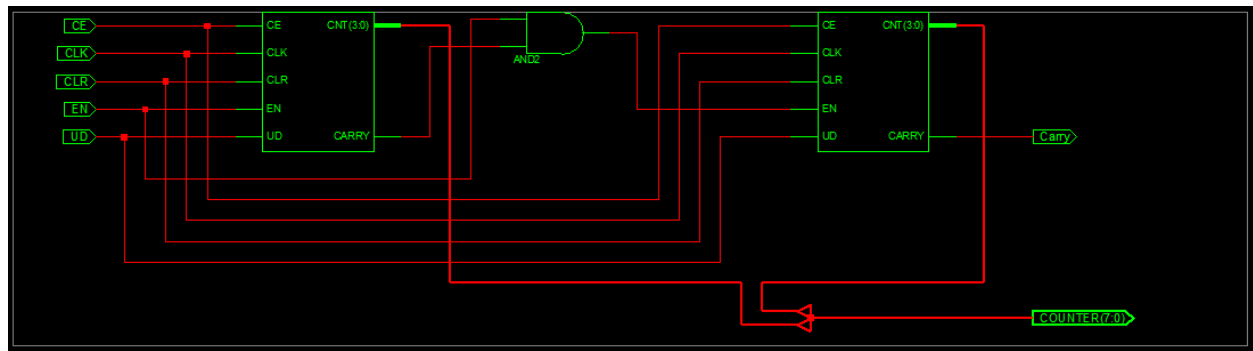 CE
CLK
CLR
EN
UD
CE
CLK
CLR
EN
UD
CNT(3:0)
CARRY
AND2
CE
CLK
CLR
EN
UD
CNT(3:0)
CARRY
Carry
COUNTER(7:0)